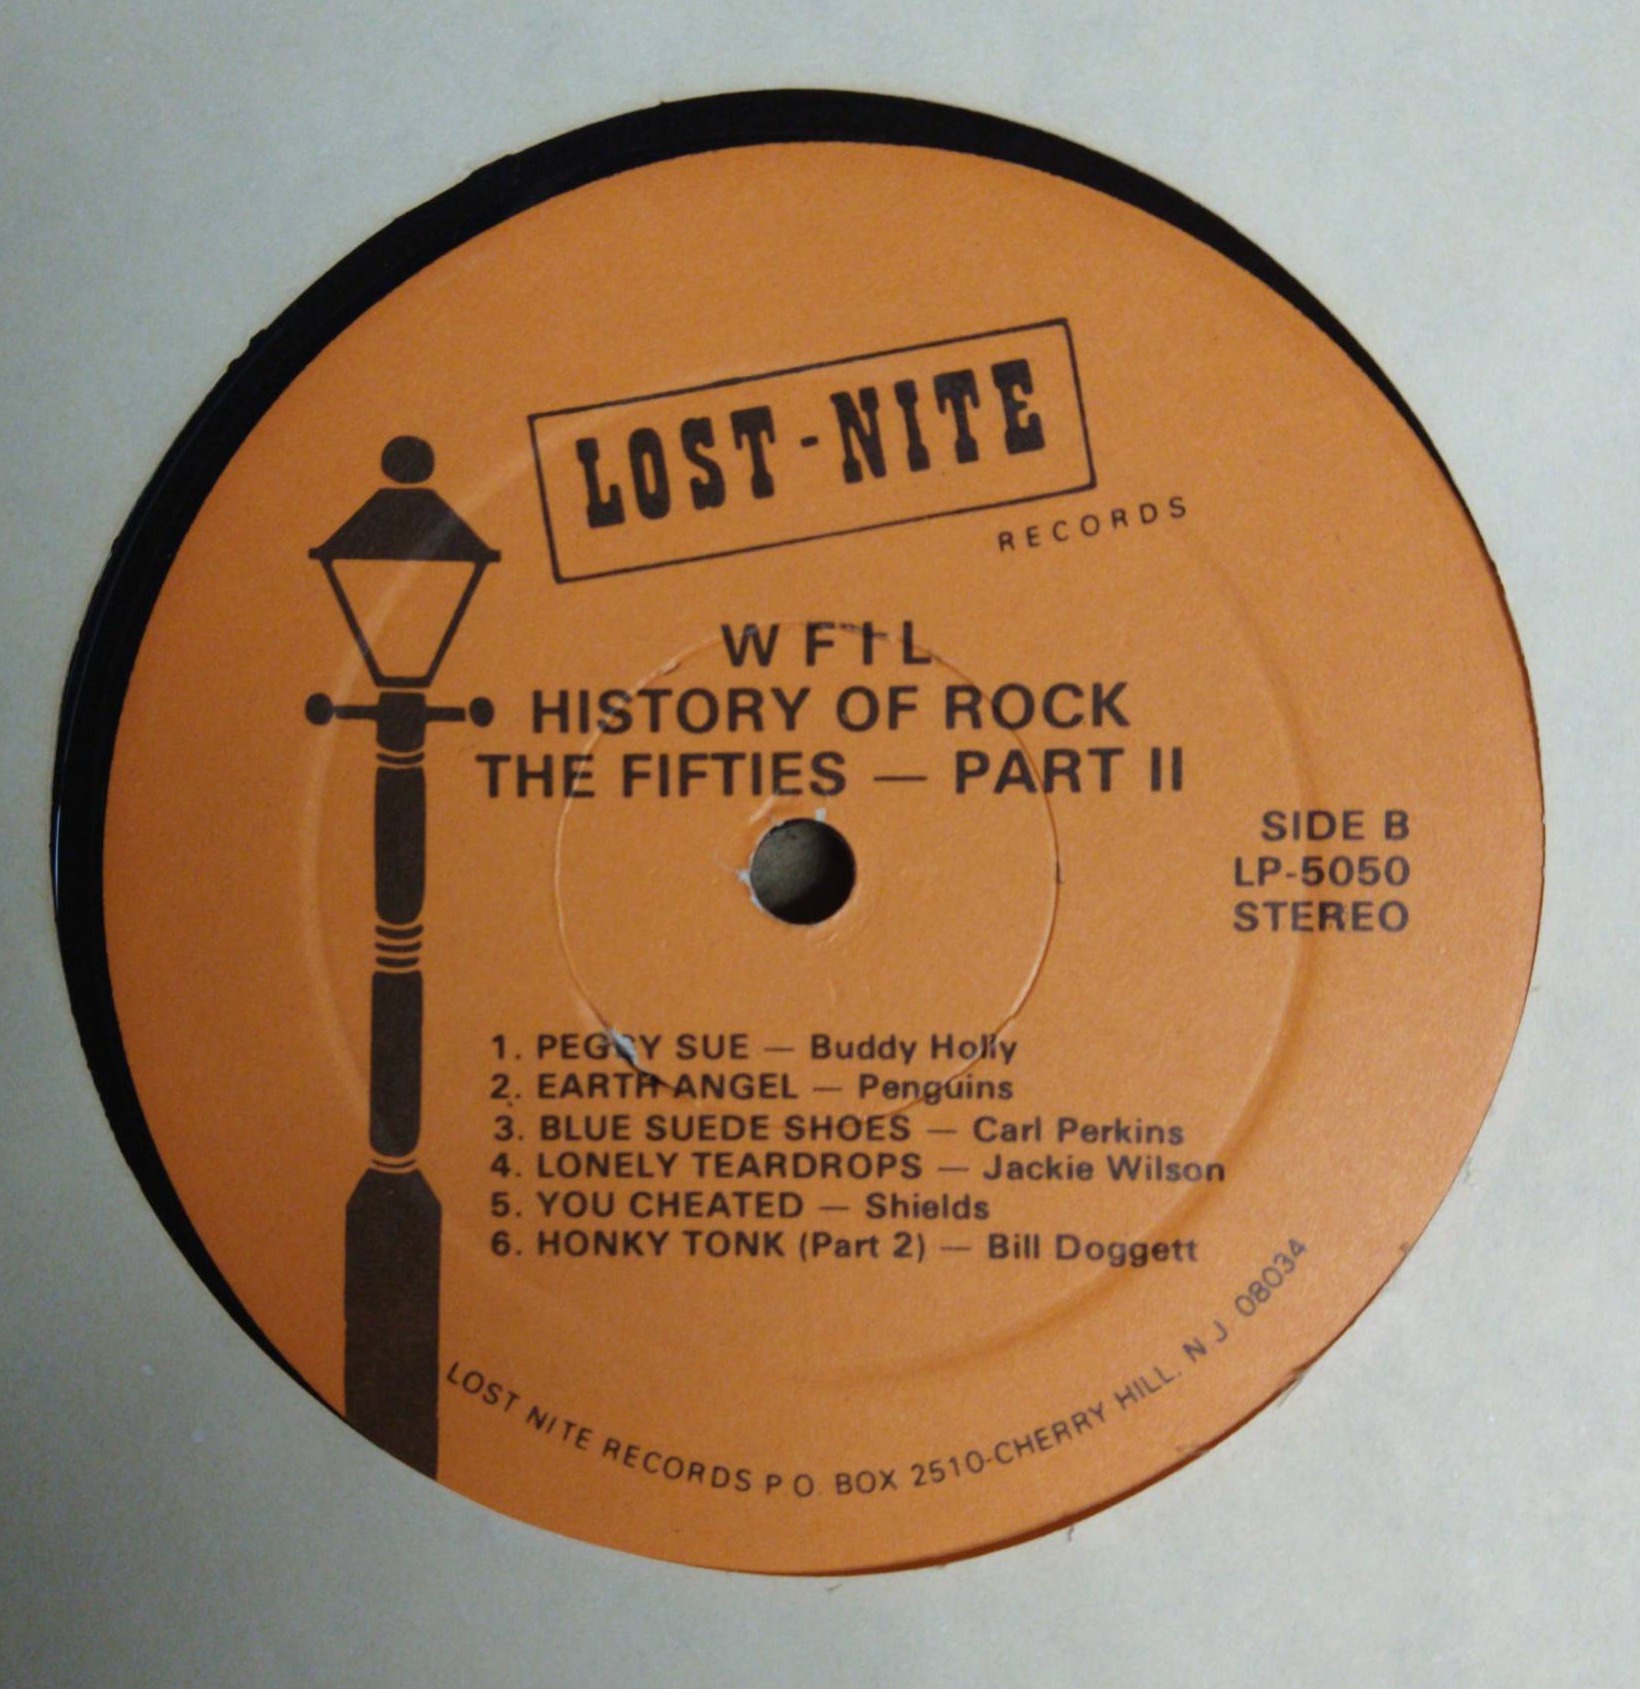 LOST-NITE
RECORDS
WFIL
HISTORY OF ROCK
THE FIFTIES — PART II
SIDE B
LP-5050
STEREO
1. PEGGY SUE — Buddy Holly
2. EARTH ANGEL — Penguins
3. BLUE SUEDE SHOES — Carl Perkins
4. LONELY TEARDROPS — Jackie Wilson
5. YOU CHEATED — Shields
6. HONKY TONK (Part 2) — Bill Doggett
LOST NITE RECORDS P.O. BOX 2510-CHERRY HILL, N.J. 08034